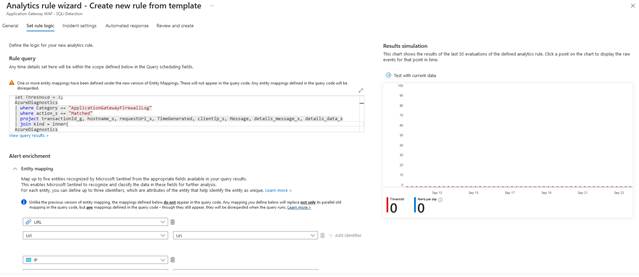 Analytics rule wizard - Create new rule from template
Application Gateway WAF - SQLi Detection
General
Set rule logic
Incident settings
Automated response
Review and create
Define the logic for your new analytics rule.
Rule query
Any time details set here will be within the scope defined below in the Query scheduling fields.
One or more entity mappings have been defined under the new version of Entity Mappings. These will not appear in the query code. Any entity mappings defined in the query code will be
disregarded.
let Threshold = 3;
AzureDiagnostics
| where Category == "ApplicationGatewayFirewallLog"
| where action_s == "Matched"
| project transactionId_g, hostname_s, requestUri_s, TimeGenerated, clientIp_s, Message, details_message_s, details_data_s
| join kind = inner(
AzureDiagnostics
View query results >
Alert enrichment
Entity mapping
Map up to five entities recognized by Microsoft Sentinel from the appropriate fields available in your query results.
This enables Microsoft Sentinel to recognize and classify the data in these fields for further analysis.
For each entity, you can define up to three identifiers, which are attributes of the entity that help identify the entity as unique. Learn more >
Unlike the previous version of entity mapping, the mappings defined below do not appear in the query code. Any mapping you define below will replace not only its parallel old
mapping in the query code, but any mappings defined in the query code - though they still appear, they will be disregarded when the query runs. Learn more >
URL
Url
Uri
Add identifier
IP
Results simulation
This chart shows the results of the last 50 evaluations of the defined analytics rule. Click a point on the chart to display the raw
events for that point in time.
Test with current data
100
90
80
70
60
50
40
30
20
10
0
Sep 13
Sep 15
Sep 17
Sep 19
Sep 21
Sep 23
Threshold
0
Alerts per day
0